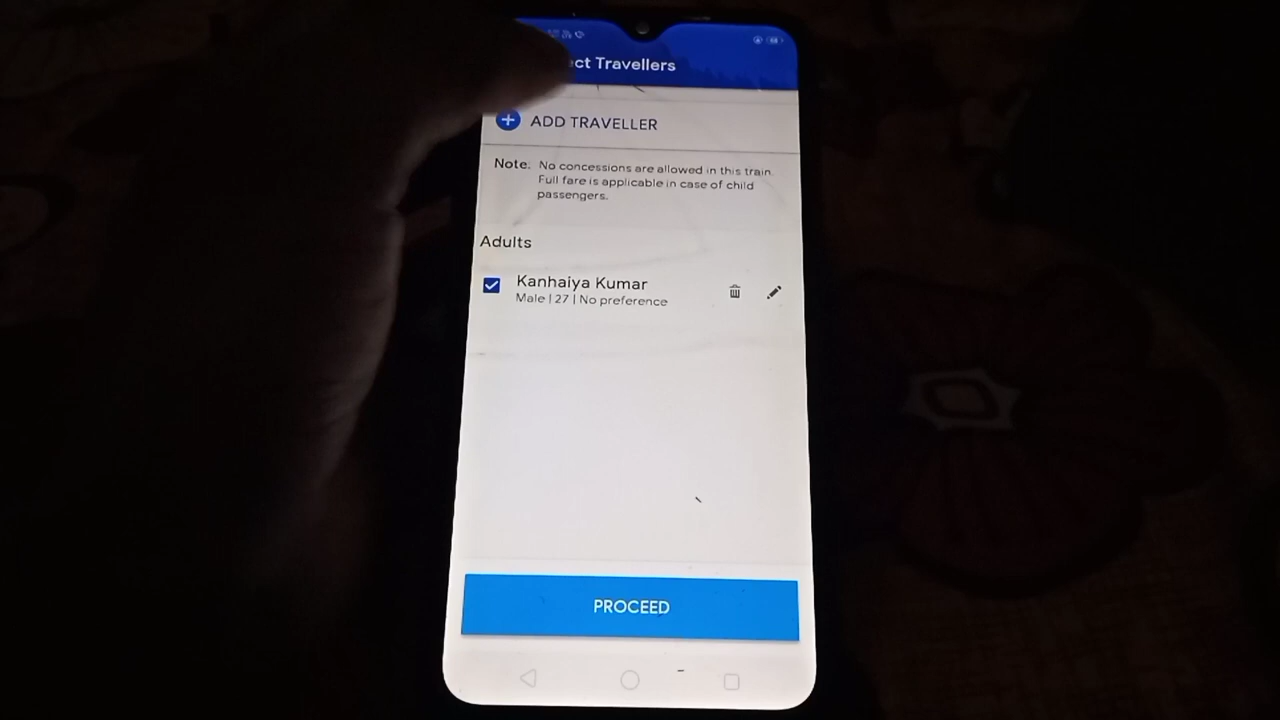 ct Travellers
ADD TRAVELLER
Note: No concessions are allowed in this train.
Full fare is applicable in case of child
passengers.
Adults
Kanhaiya Kumar
Male | 27 | No preference
PROCEED